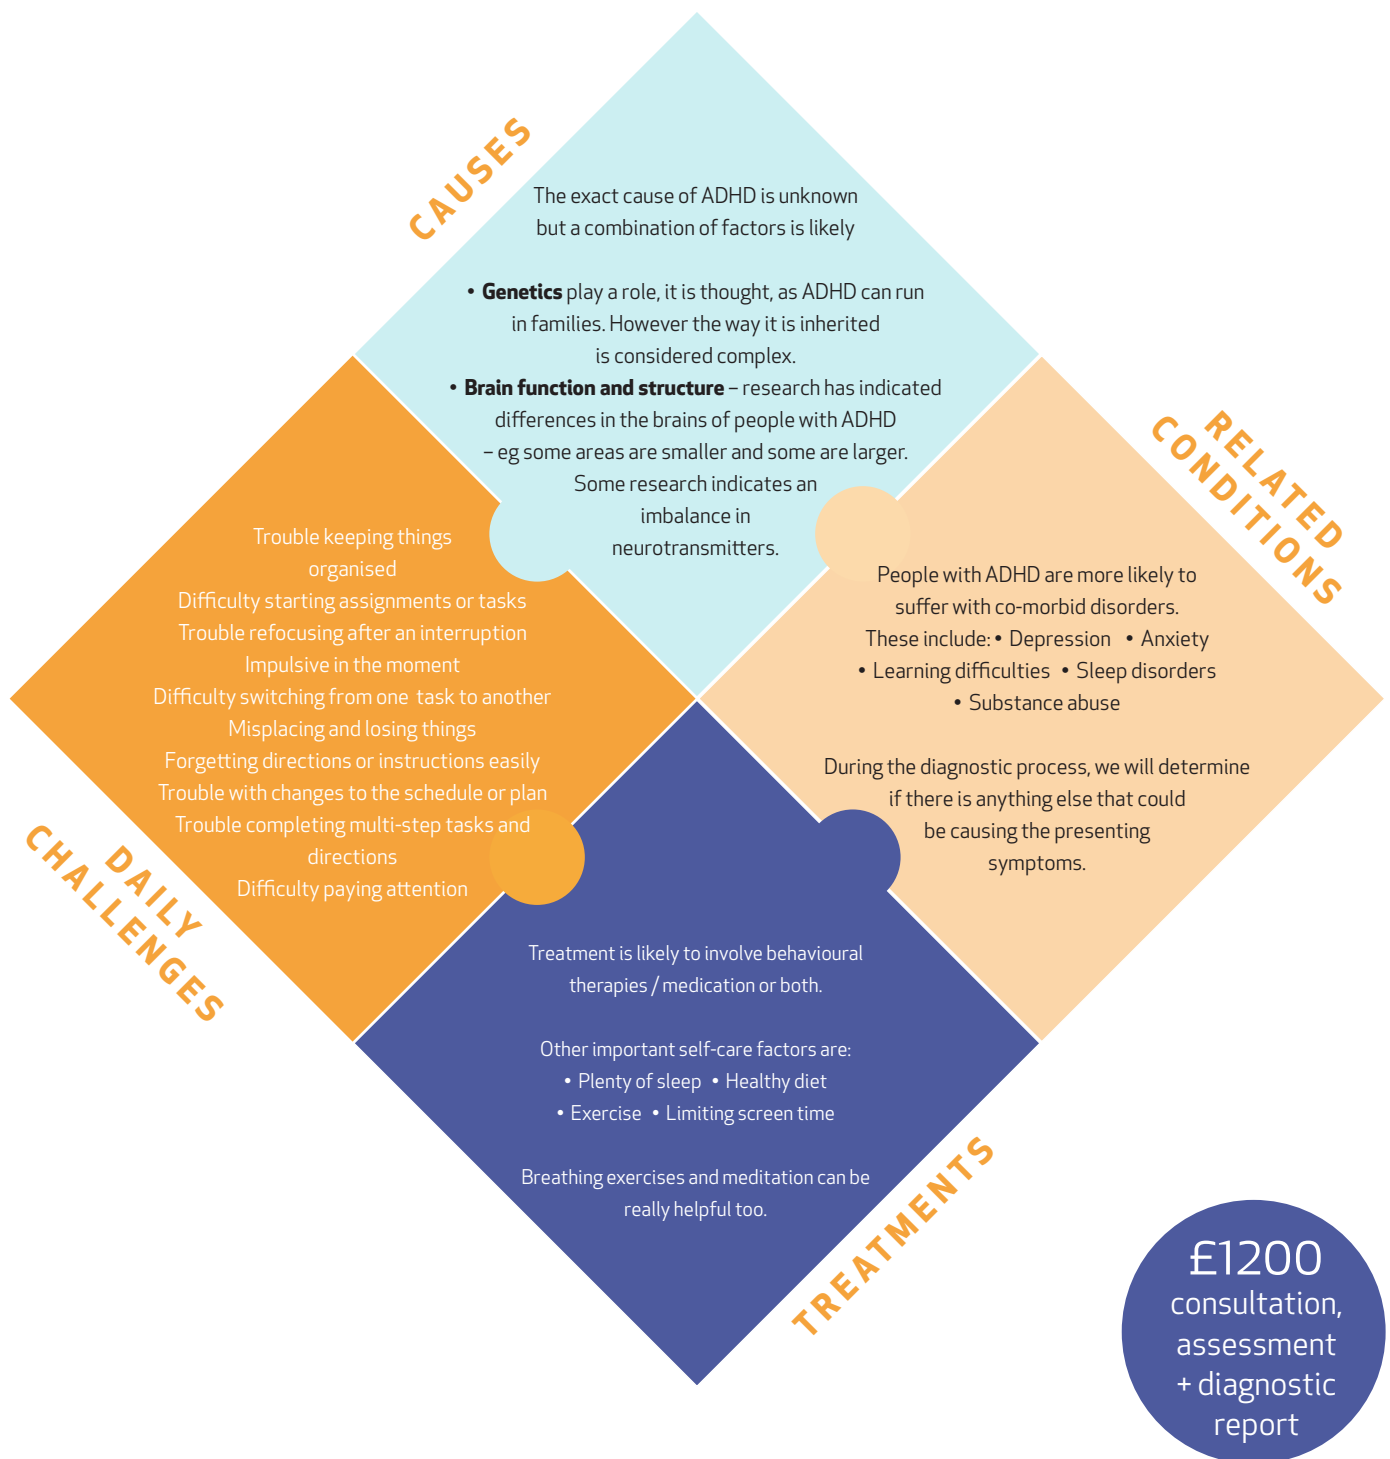 CAUSES
The exact cause of ADHD is unknown
but a combination of factors is likely
• Genetics play a role, it is thought, as ADHD can run
in families. However the way it is inherited
is considered complex.
• Brain function and structure – research has indicated
differences in the brains of people with ADHD
– eg some areas are smaller and some are larger.
Some research indicates an
imbalance in
neurotransmitters.
RELATED
CONDITIONS
People with ADHD are more likely to
suffer with co-morbid disorders.
These include: • Depression • Anxiety
• Learning difficulties • Sleep disorders
• Substance abuse
During the diagnostic process, we will determine
if there is anything else that could
be causing the presenting
symptoms.
Trouble keeping things
organised
Difficulty starting assignments or tasks
Trouble refocusing after an interruption
Impulsive in the moment
Difficulty switching from one task to another
Misplacing and losing things
Forgetting directions or instructions easily
Trouble with changes to the schedule or plan
Trouble completing multi-step tasks and
directions
Difficulty paying attention
DAILY
CHALLENGES
Treatment is likely to involve behavioural
therapies / medication or both.
Other important self-care factors are:
• Plenty of sleep • Healthy diet
• Exercise • Limiting screen time
Breathing exercises and meditation can be
really helpful too.
TREATMENTS
£1200
consultation,
assessment
+ diagnostic
report